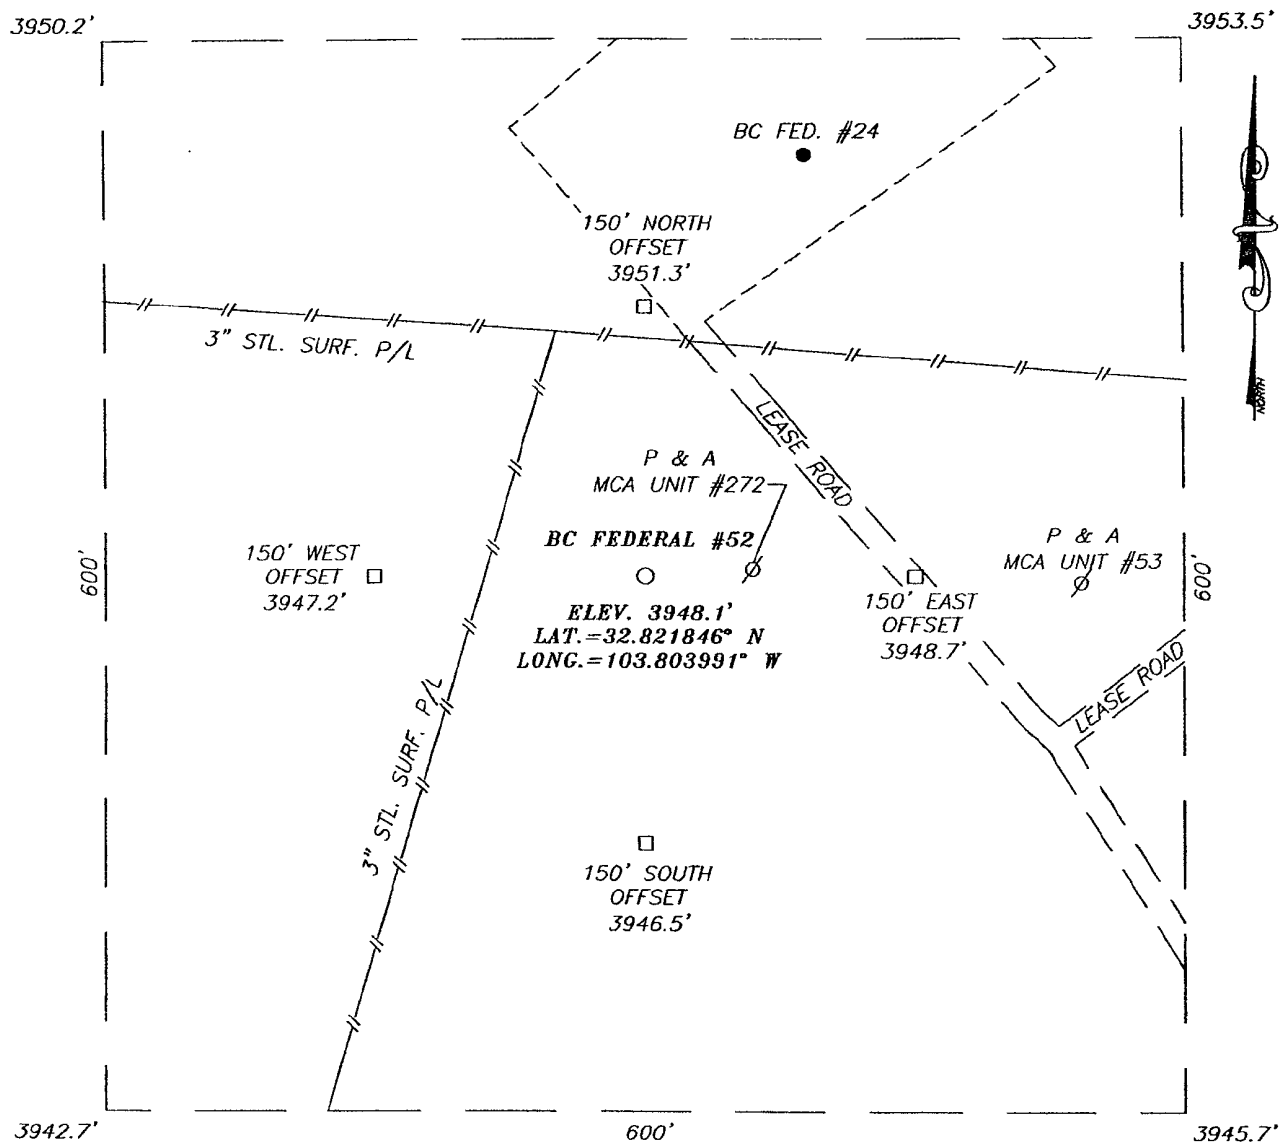 3950.2'
3953.5'
BC FED. #24
150' NORTH
OFFSET
3951.3'
3" STL. SURF. P/L
NORTH
LEASE ROAD
P & A
MCA UNIT #272
BC FEDERAL #52
150' WEST
OFFSET
3947.2'
600'
ELEV. 3948.1'
LAT.=32.821846° N
LONG.=103.803991° W
150' EAST
OFFSET
3948.7'
P & A
MCA UNIT #53
600'
LEASE ROAD
3" STL. SURF. P/L
150' SOUTH
OFFSET
3946.5'
3942.7'
600'
3945.7'